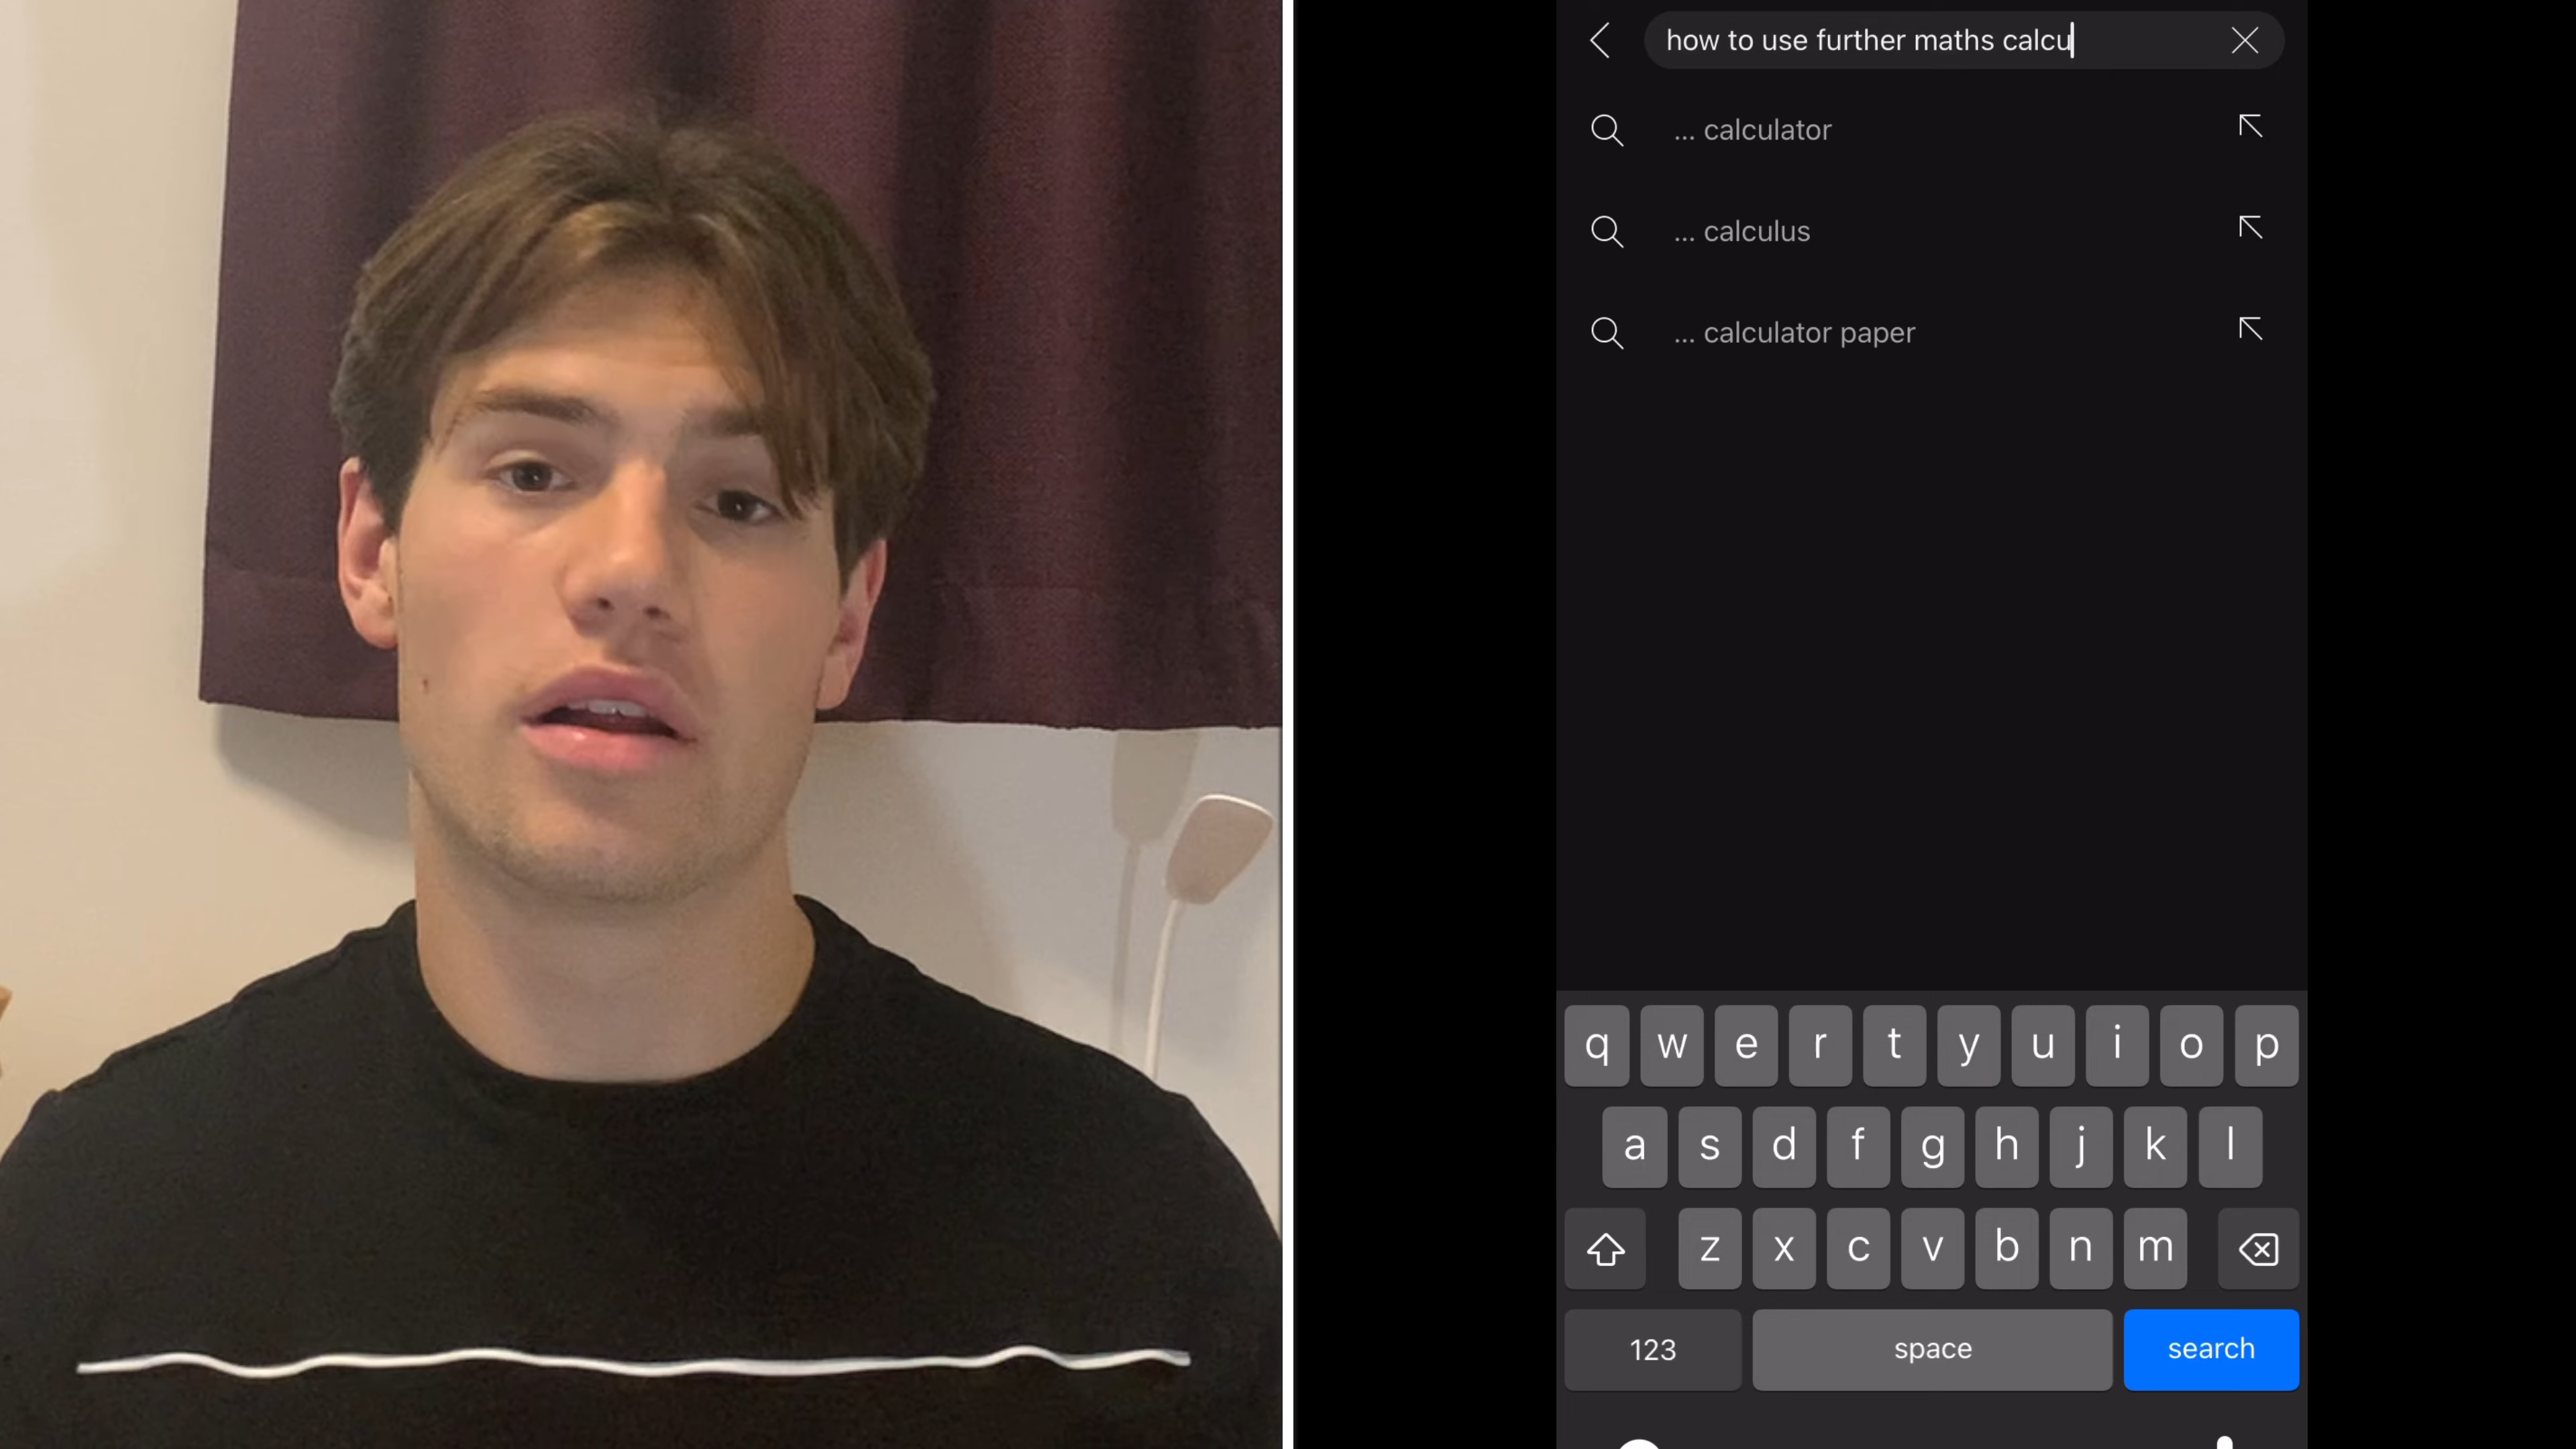 how to use further maths calcu
... calculator
... calculus
... calculator paper
q w e r t y u i o p
a s d f g h j k l
z x c v b n m
123 space search